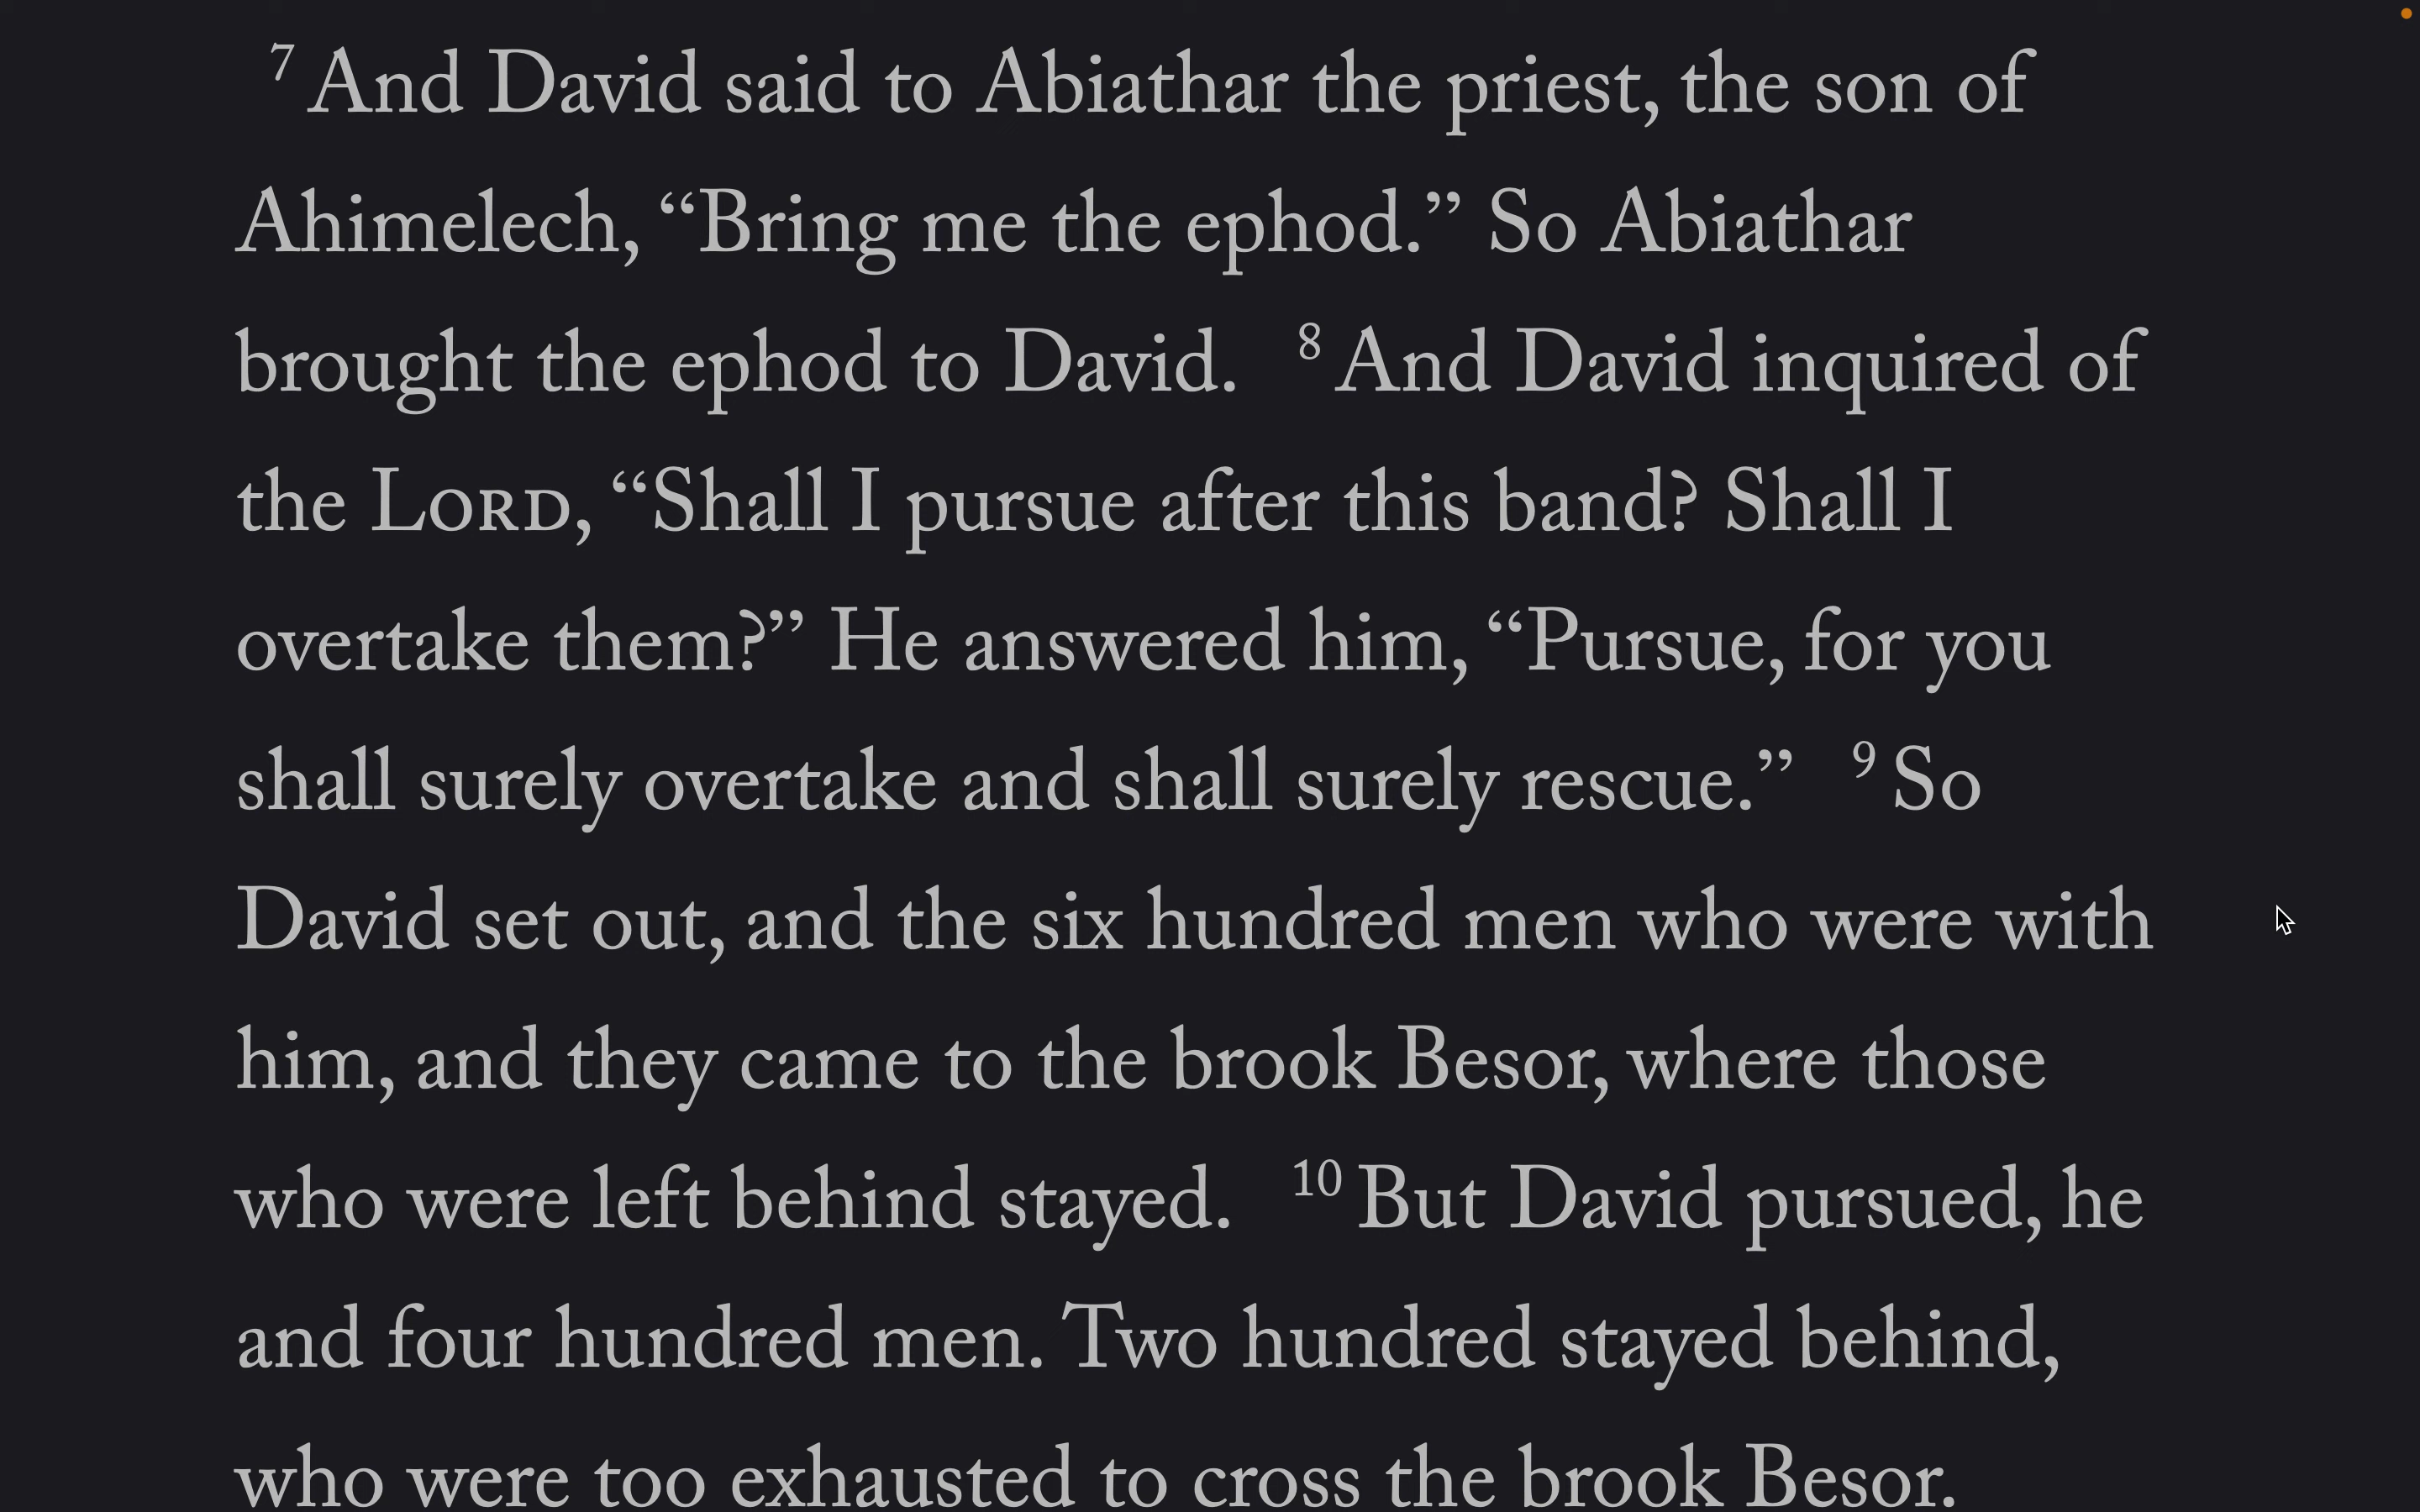 7 And David said to Abiathar the priest, the son of
Ahimelech, “Bring me the ephod.” So Abiathar
brought the ephod to David. 8 And David inquired of
the LORD, “Shall I pursue after this band? Shall I
overtake them?” He answered him, “Pursue, for you
shall surely overtake and shall surely rescue.” 9 So
David set out, and the six hundred men who were with
him, and they came to the brook Besor, where those
who were left behind stayed. 10 But David pursued, he
and four hundred men. Two hundred stayed behind,
who were too exhausted to cross the brook Besor.